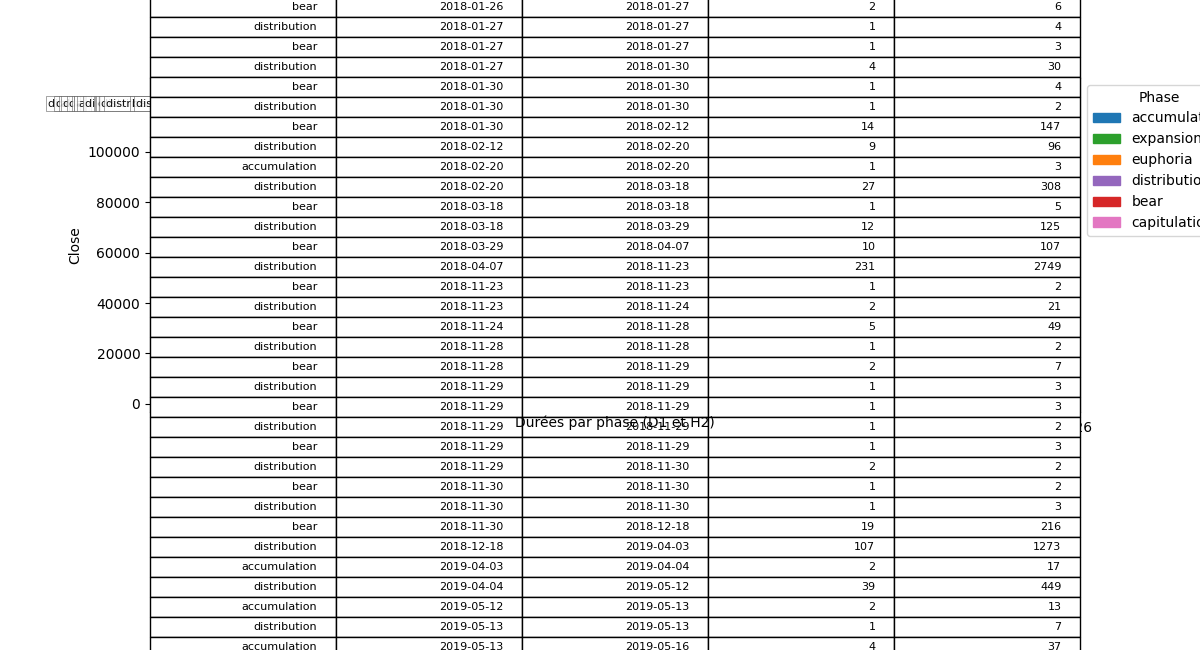 bear 2018-01-26 2018-01-27 2 6
distribution 2018-01-27 2018-01-27 1 4
bear 2018-01-27 2018-01-27 1 3
distribution 2018-01-27 2018-01-30 4 30
bear 2018-01-30 2018-01-30 1 4
distribution 2018-01-30 2018-01-30 1 2
bear 2018-01-30 2018-02-12 14 147
distribution 2018-02-12 2018-02-20 9 96
accumulation 2018-02-20 2018-02-20 1 3
distribution 2018-02-20 2018-03-18 27 308
bear 2018-03-18 2018-03-18 1 5
distribution 2018-03-18 2018-03-29 12 125
bear 2018-03-29 2018-04-07 10 107
distribution 2018-04-07 2018-11-23 231 2749
bear 2018-11-23 2018-11-23 1 2
distribution 2018-11-23 2018-11-24 2 21
bear 2018-11-24 2018-11-28 5 49
distribution 2018-11-28 2018-11-28 1 2
bear 2018-11-28 2018-11-29 2 7
distribution 2018-11-29 2018-11-29 1 3
bear 2018-11-29 2018-11-29 1 3
distribution 2018-11-29 2018-11-29 1 2
bear 2018-11-29 2018-11-29 1 3
distribution 2018-11-29 2018-11-30 2 2
bear 2018-11-30 2018-11-30 1 2
distribution 2018-11-30 2018-11-30 1 3
bear 2018-11-30 2018-12-18 19 216
distribution 2018-12-18 2019-04-03 107 1273
accumulation 2019-04-03 2019-04-04 2 17
distribution 2019-04-04 2019-05-12 39 449
accumulation 2019-05-12 2019-05-13 2 13
distribution 2019-05-13 2019-05-13 1 7
accumulation 2019-05-13 2019-05-16 4 37
Durées par phase (D1 et H2)
Close
100000
80000
60000
40000
20000
0
Phase
accumulat
expansion
euphoria
distributio
bear
capitulatio